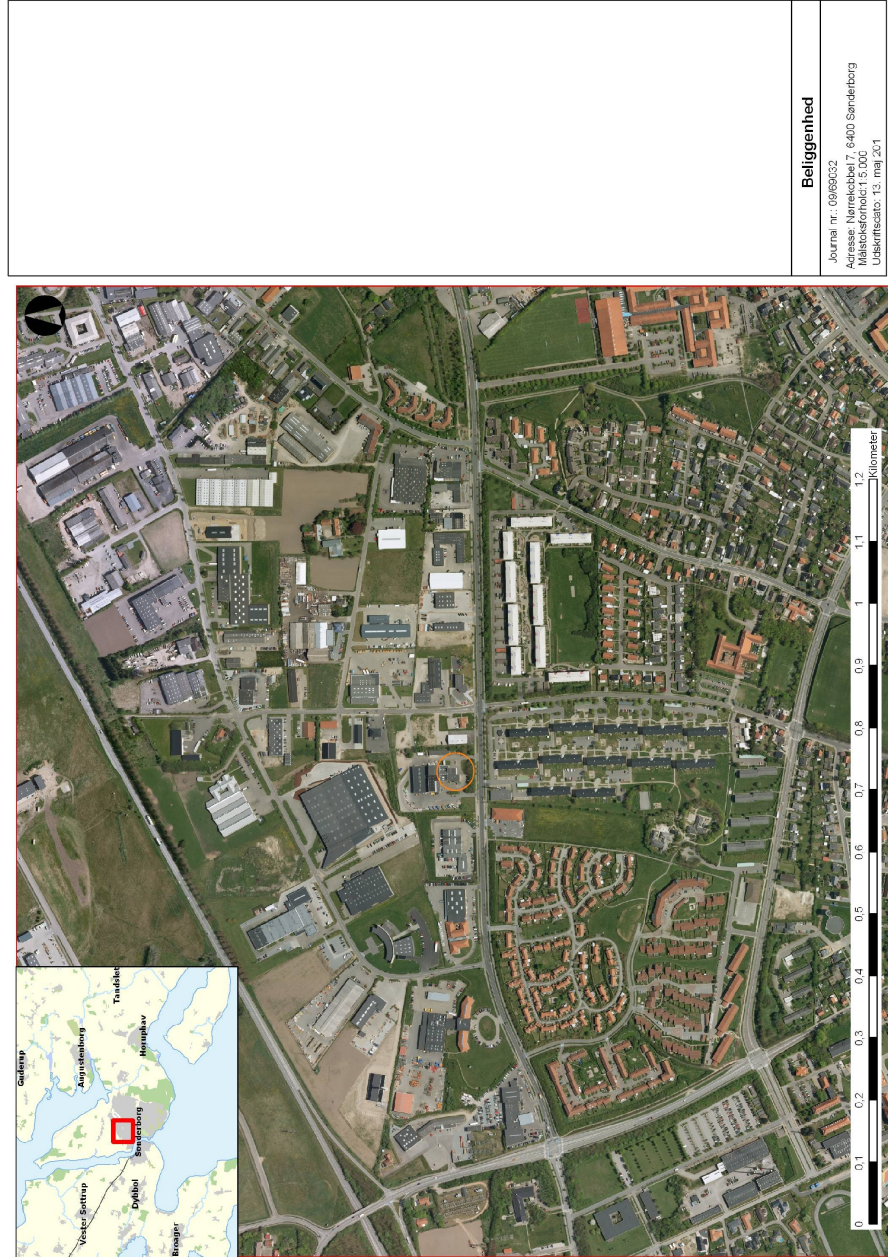 Beliggenhed
Journal nr.: 09/69032
Adresse: Nørrekobbel 7, 6400 Sønderborg
Målstoksforhold:1:5.000
Udskriftsdato: 13. maj 201
Guderup
Augustenborg
Tandslet
Vester Sottrup
Dybbøl
Sønderborg
Høruphav
Broager
0 0,1 0,2 0,3 0,4 0,5 0,6 0,7 0,8 0,9 1 1,1 1,2
Kilometer